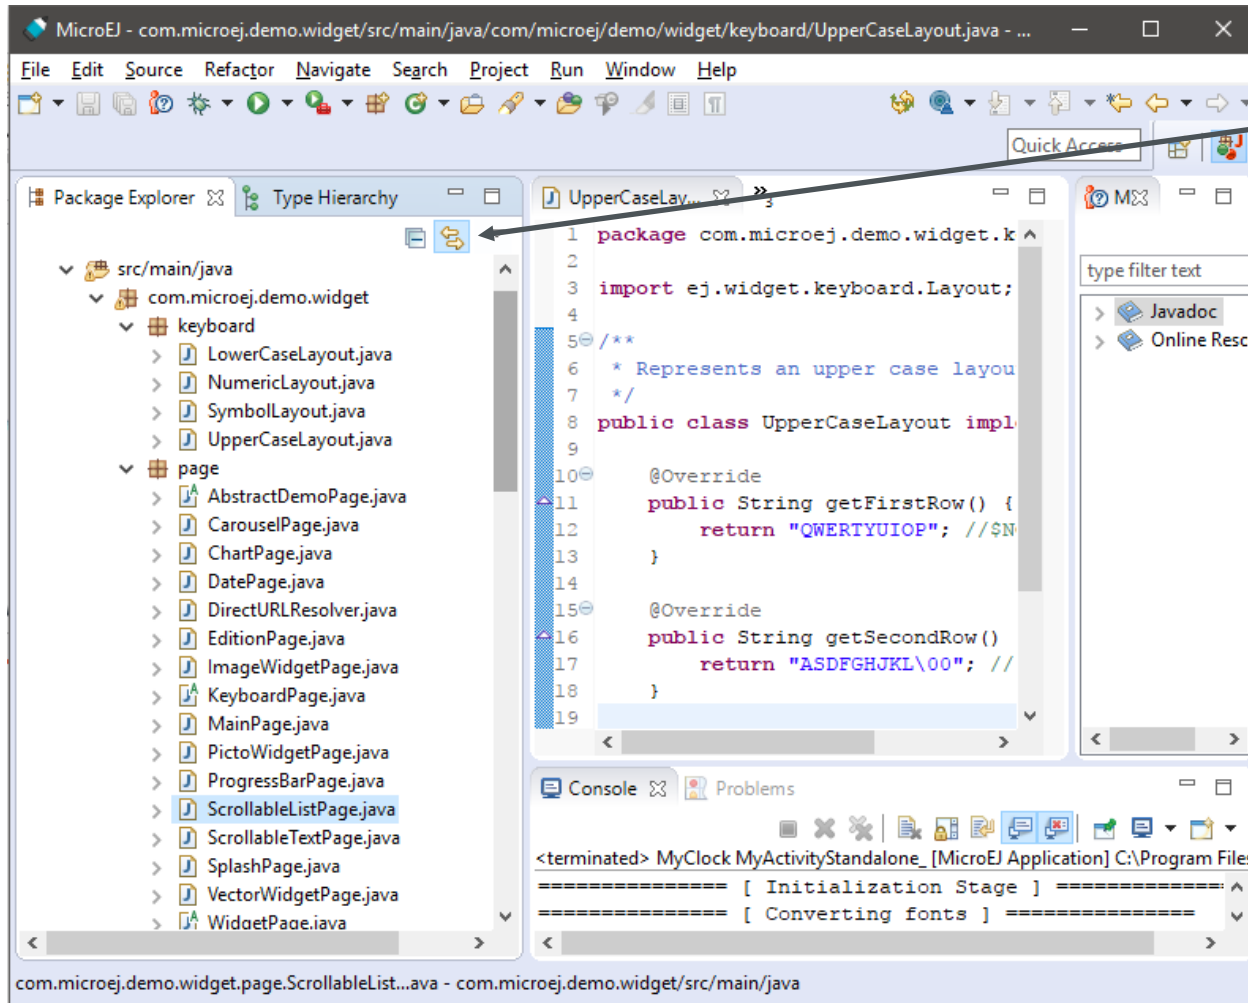 MicroEJ - com.microej.demo.widget/src/main/java/com/microej/demo/widget/keyboard/UpperCaseLayout.java - ...
File Edit Source Refactor Navigate Search Project Run Window Help
Quick Access
Package Explorer Type Hierarchy
src/main/java
com.microej.demo.widget
keyboard
LowerCaseLayout.java
NumericLayout.java
SymbolLayout.java
UpperCaseLayout.java
page
AbstractDemoPage.java
CarouselPage.java
ChartPage.java
DatePage.java
DirectURLResolver.java
EditionPage.java
ImageWidgetPage.java
KeyboardPage.java
MainPage.java
PictoWidgetPage.java
ProgressBarPage.java
ScrollableListPage.java
ScrollableTextPage.java
SplashPage.java
VectorWidgetPage.java
WidgetPage.java
UpperCaseLay... »3
1 package com.microej.demo.widget.k
2
3 import ej.widget.keyboard.Layout;
4
5 /**
6 * Represents an upper case layou
7 */
8 public class UpperCaseLayout impl
9
10 @Override
11 public String getFirstRow() {
12 return "QWERTYUIOP"; //$N
13 }
14
15 @Override
16 public String getSecondRow()
17 return "ASDFGHJKL\00"; //
18 }
19
M
type filter text
Javadoc
Online Resc
Console Problems
<terminated> MyClock MyActivityStandalone_ [MicroEJ Application] C:\Program Files
=============== [ Initialization Stage ] =============
=============== [ Converting fonts ] ===============
com.microej.demo.widget.page.ScrollableList...ava - com.microej.demo.widget/src/main/java